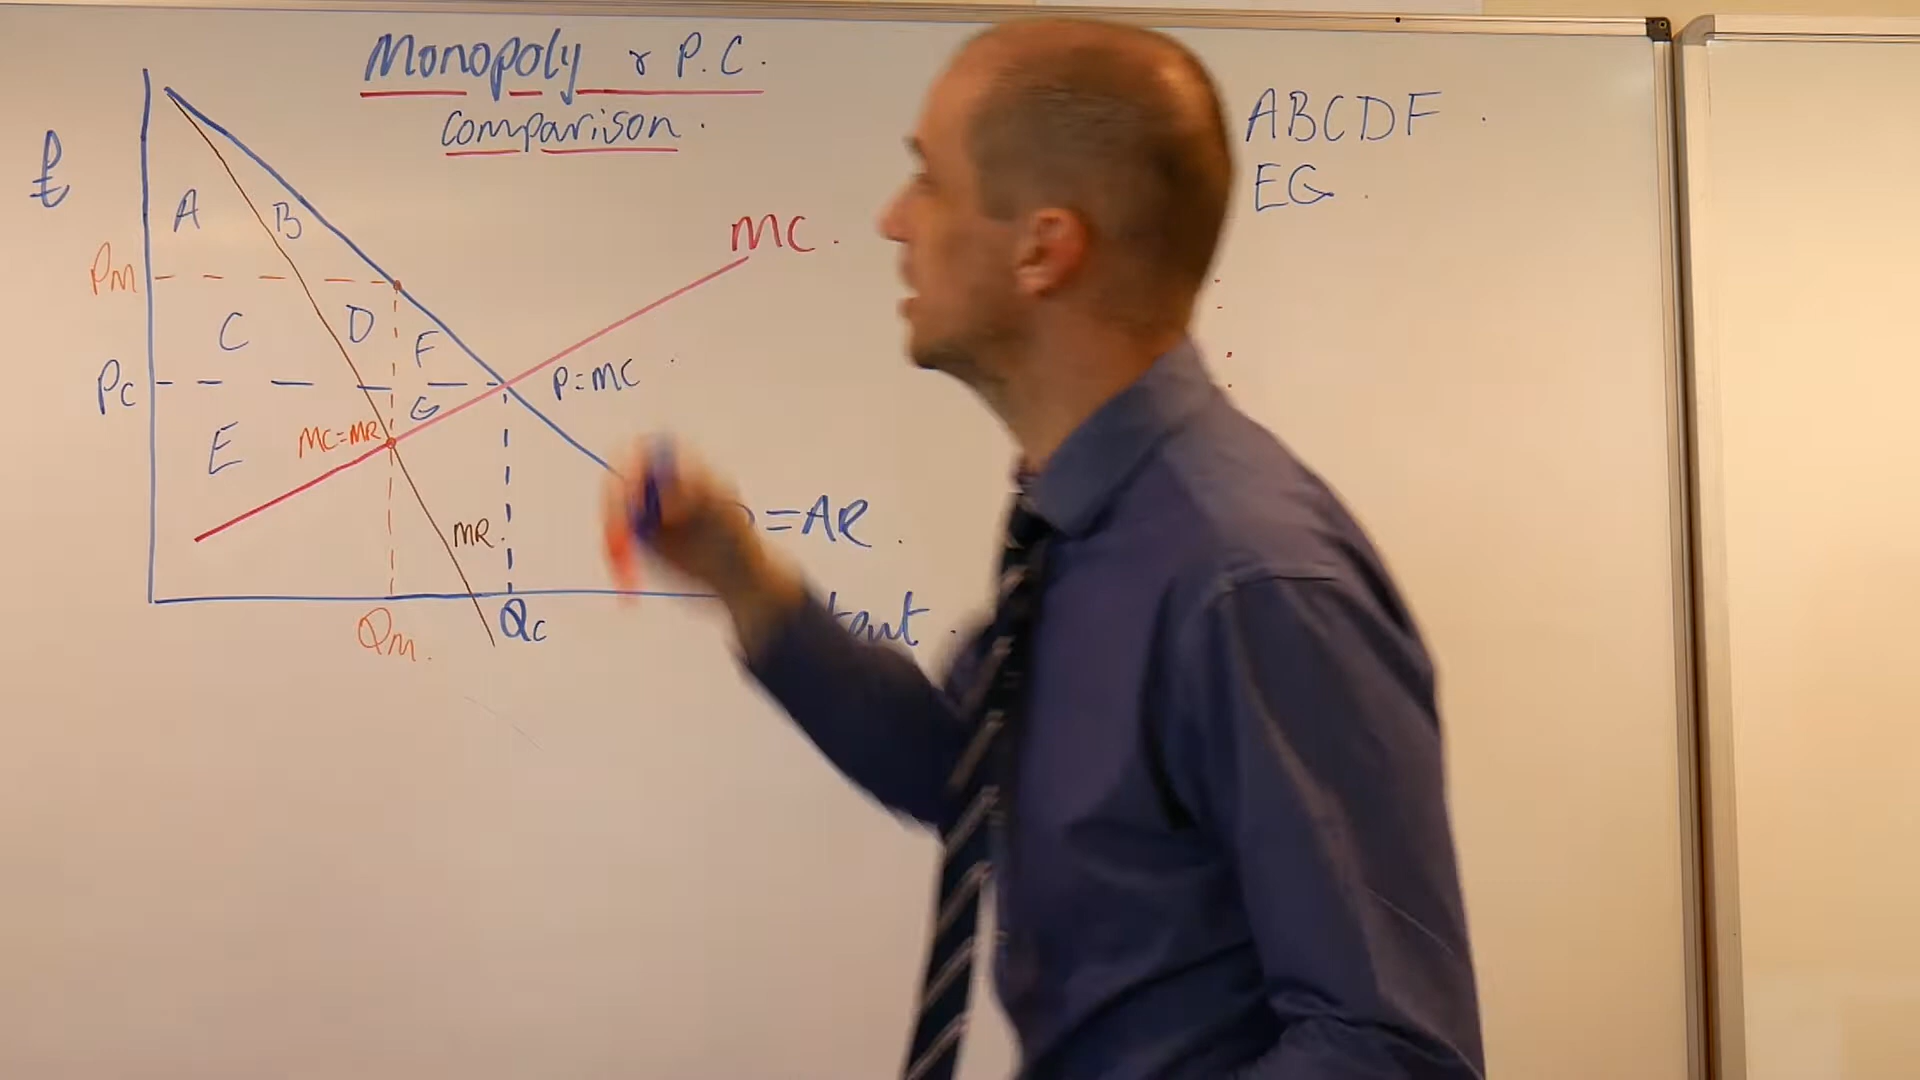 Monopoly & P.C.
Comparison.
£
A
B
PM
C
D
F
PC
G
E
MC=MR
MR.
QM.
QC
MC.
P=MC
=AR.
ABCDF
EG